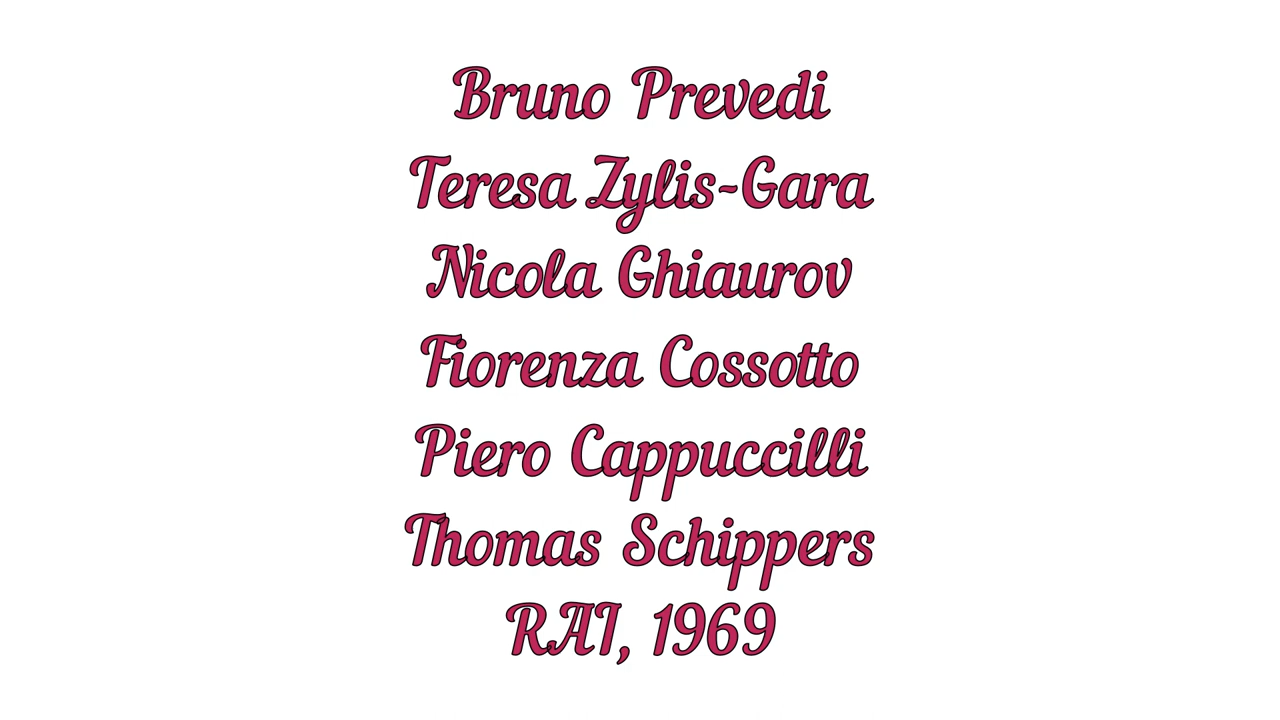 Bruno Prevedi
Teresa Zylis-Gara
Nicola Ghiaurov
Fiorenza Cossotto
Piero Cappuccilli
Thomas Schippers
RAI, 1969